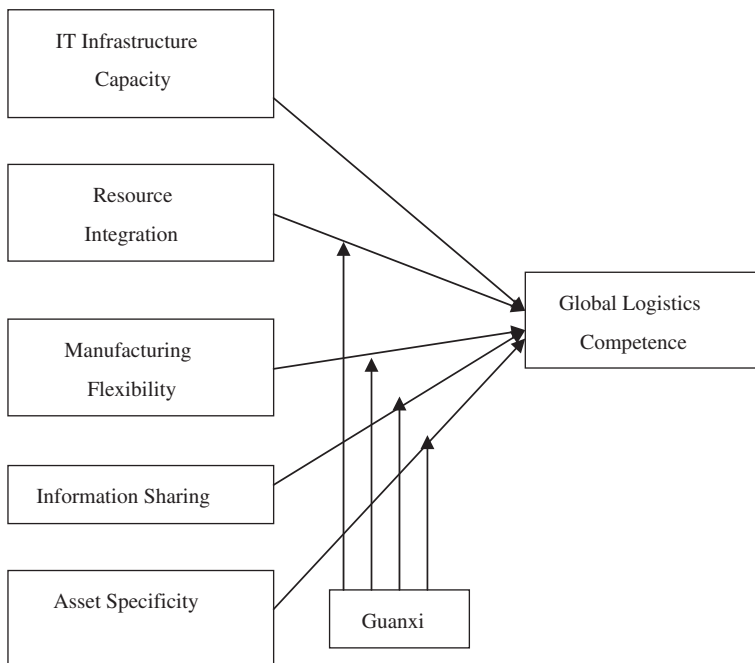 IT Infrastructure
Capacity
Resource
Integration
Manufacturing
Flexibility
Information Sharing
Asset Specificity
Global Logistics
Competence
Guanxi